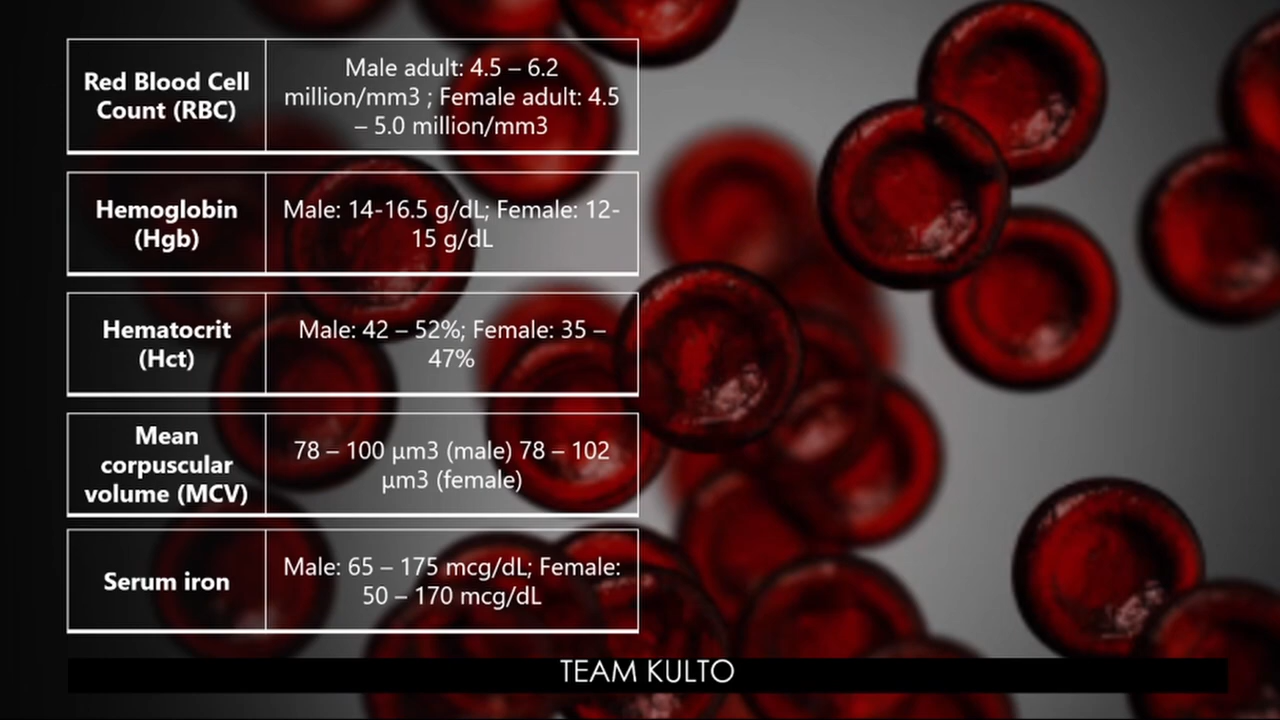 Red Blood Cell
Count (RBC)
Male adult: 4.5 – 6.2
million/mm3 ; Female adult: 4.5
– 5.0 million/mm3
Hemoglobin
(Hgb)
Male: 14-16.5 g/dL; Female: 12-
15 g/dL
Hematocrit
(Hct)
Male: 42 – 52%; Female: 35 –
47%
Mean
corpuscular
volume (MCV)
78 – 100 μm3 (male) 78 – 102
μm3 (female)
Serum iron
Male: 65 – 175 mcg/dL; Female:
50 – 170 mcg/dL
TEAM KULTO